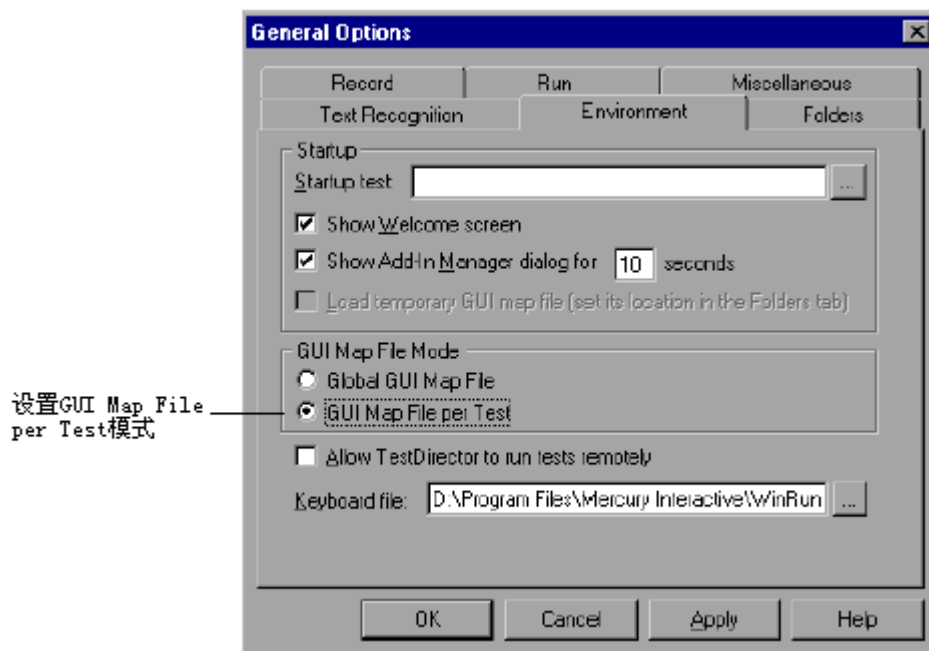 General Options
Record Run Miscellaneous
Text Recognition Environment Folders
Startup
Startup test:
...
Show Welcome screen
Show Add-In Manager dialog for 10 seconds
Load temporary GUI map file (set its location in the Folders tab)
GUI Map File Mode
Global GUI Map File
设置GUI Map File
per Test模式
GUI Map File per Test
Allow TestDirector to run tests remotely
Keyboard file: D:\Program Files\Mercury Interactive\WinRun ...
OK Cancel Apply Help